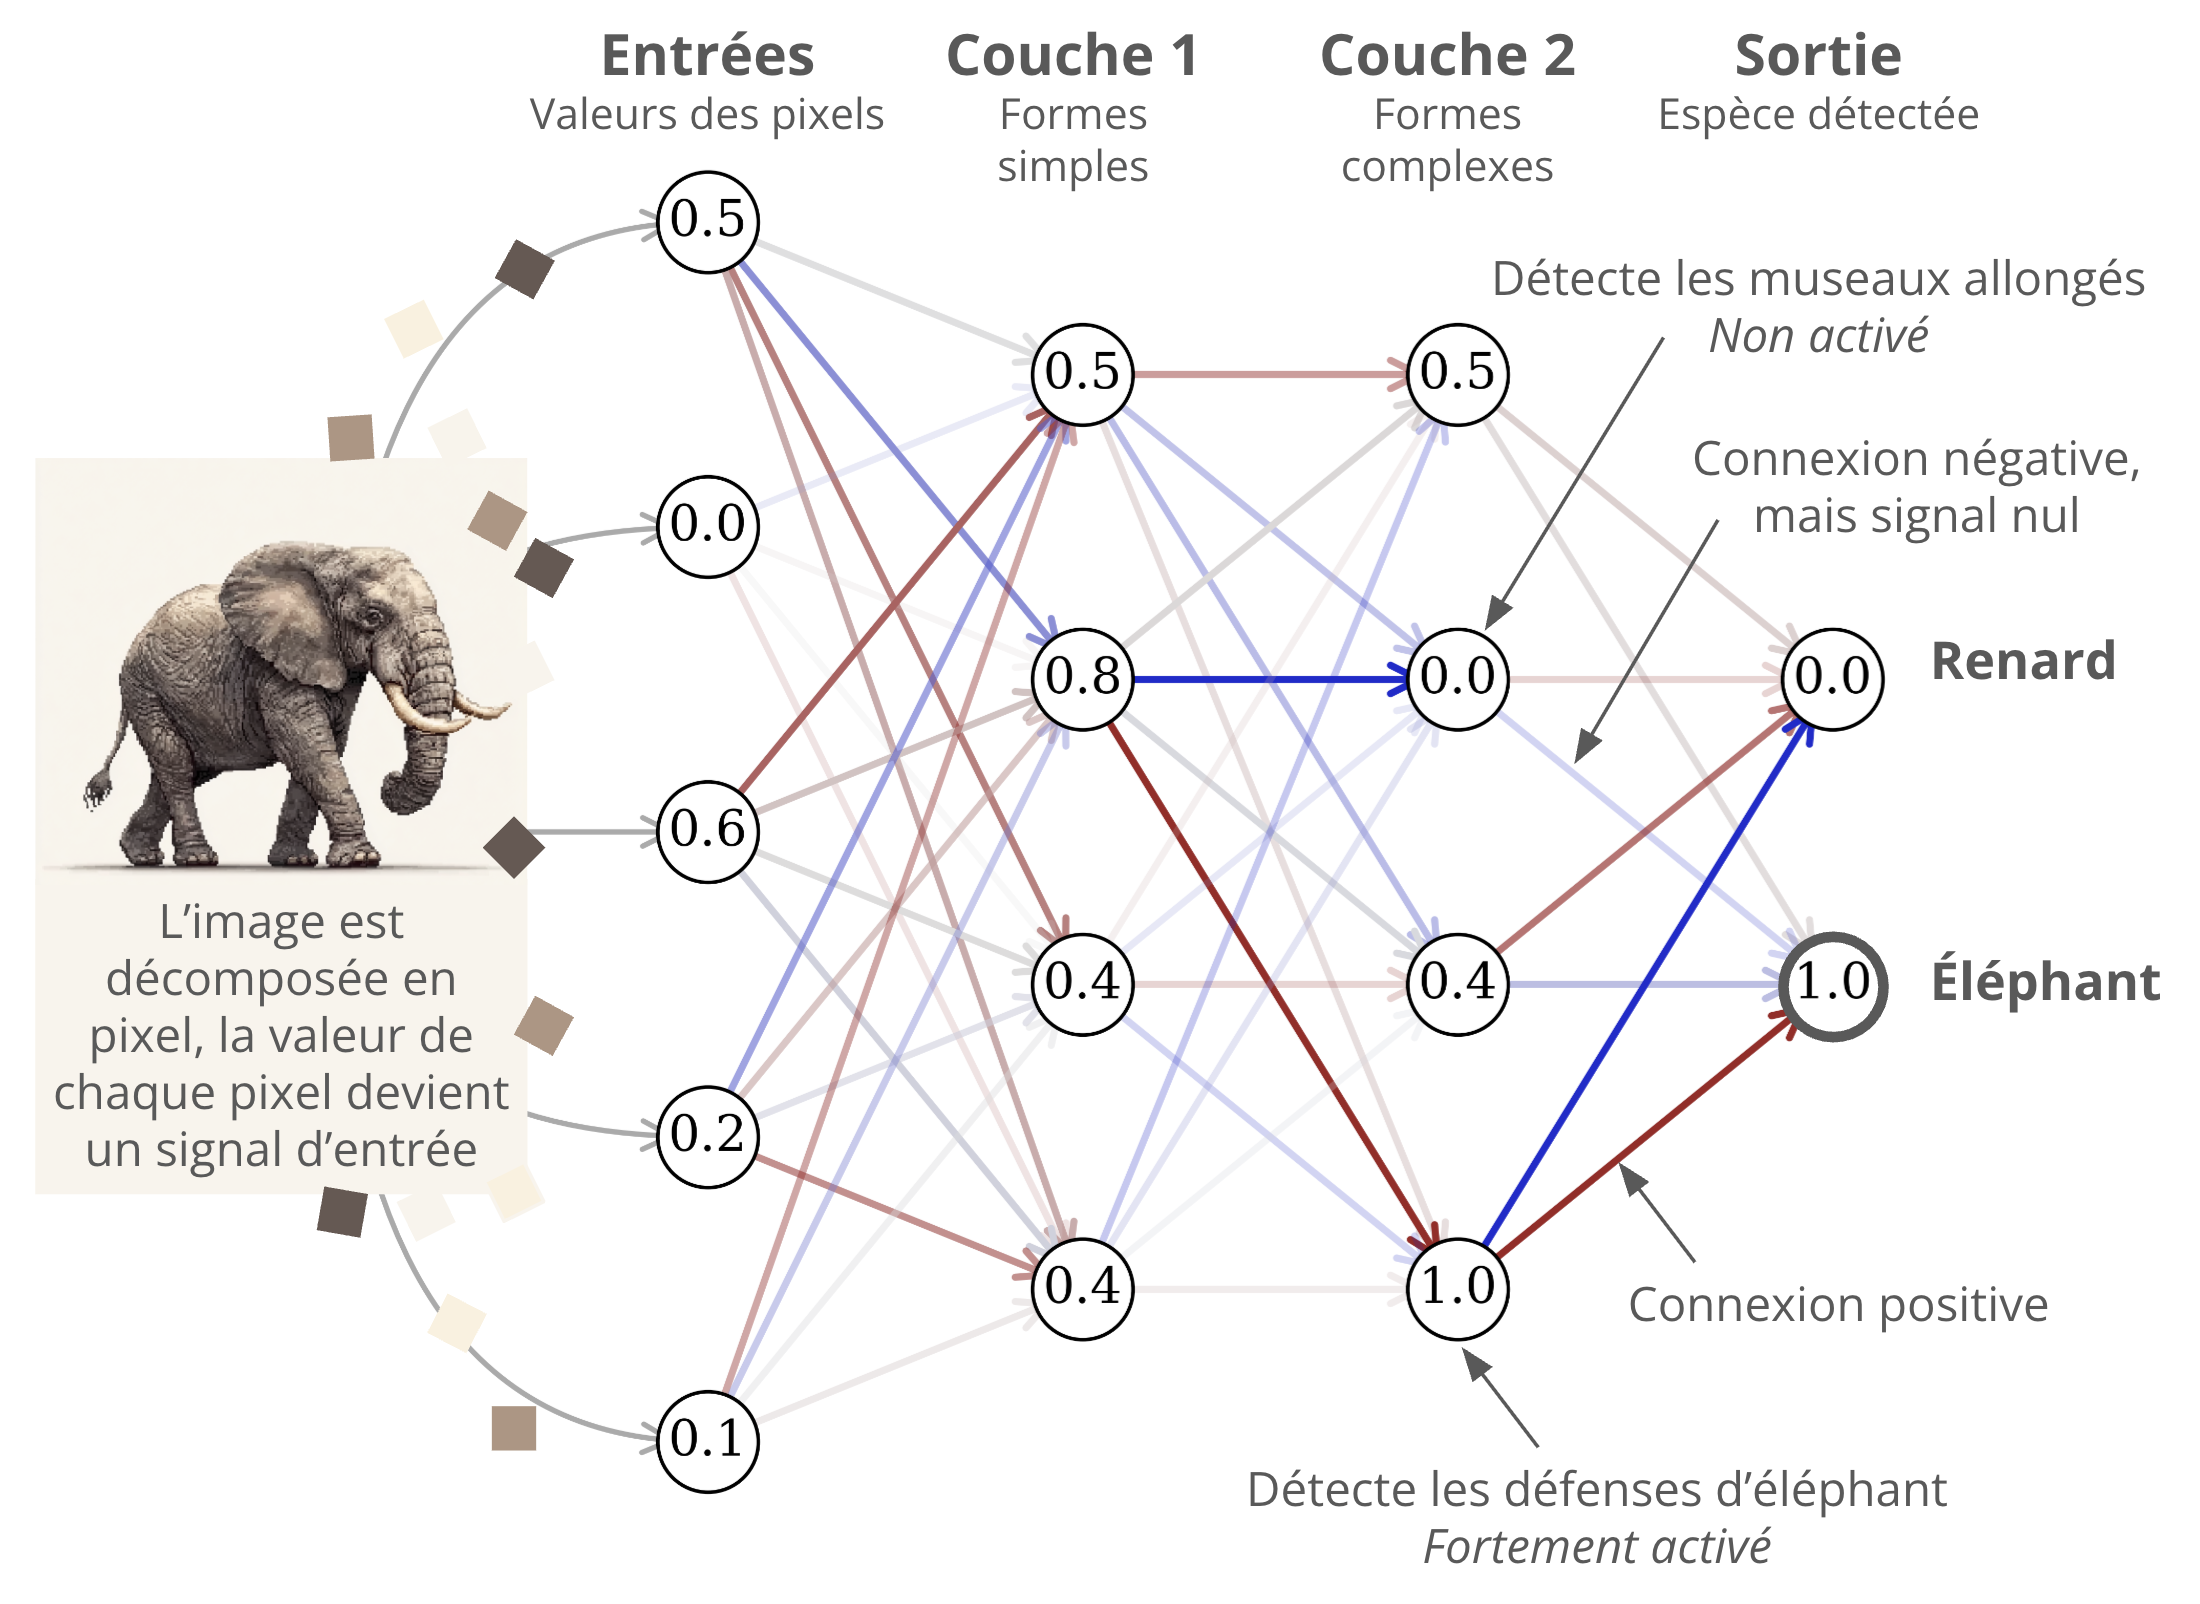 Entrées
Valeurs des pixels
Couche 1
Formes
simples
Couche 2
Formes
complexes
Sortie
Espèce détectée
0.5
0.0
0.6
0.2
0.1
0.5
0.8
0.4
0.4
0.5
0.0
0.4
1.0
0.0
Renard
1.0
Éléphant
Détecte les museaux allongés
Non activé
Connexion négative,
mais signal nul
Connexion positive
Détecte les défenses d’éléphant
Fortement activé
L’image est
décomposée en
pixel, la valeur de
chaque pixel devient
un signal d’entrée